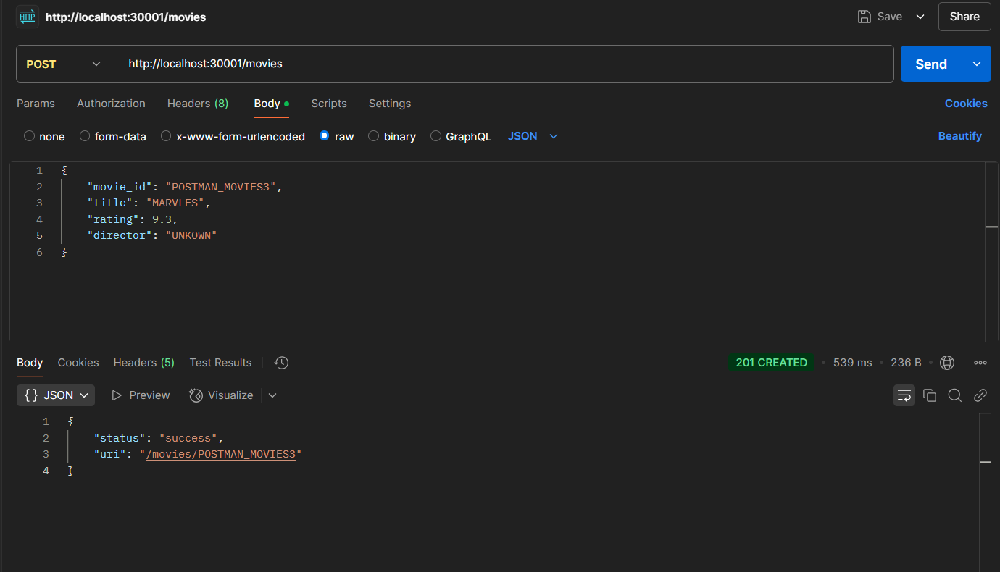 HTTP http://localhost:30001/movies Save Share
POST http://localhost:30001/movies Send
Params Authorization Headers (8) Body Scripts Settings Cookies
none form-data x-www-form-urlencoded raw binary GraphQL JSON Beautify
1 {
2 "movie_id": "POSTMAN_MOVIES3",
3 "title": "MARVLES",
4 "rating": 9.3,
5 "director": "UNKOWN"
6 }
Body Cookies Headers (5) Test Results 201 CREATED • 539 ms • 236 B •
{} JSON Preview Visualize
1 {
2 "status": "success",
3 "uri": "/movies/POSTMAN_MOVIES3"
4 }